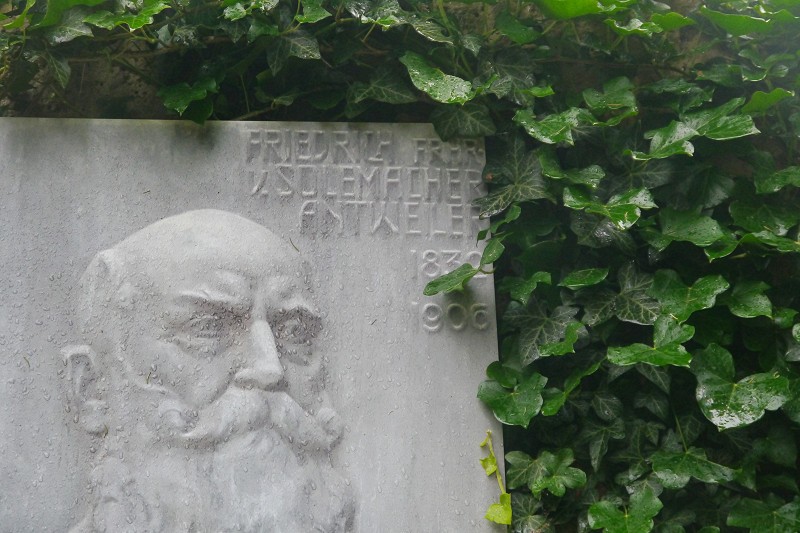 FRIEDRICH FRHR
V. SOLEMACHER
ANTWEILER
1832
1906